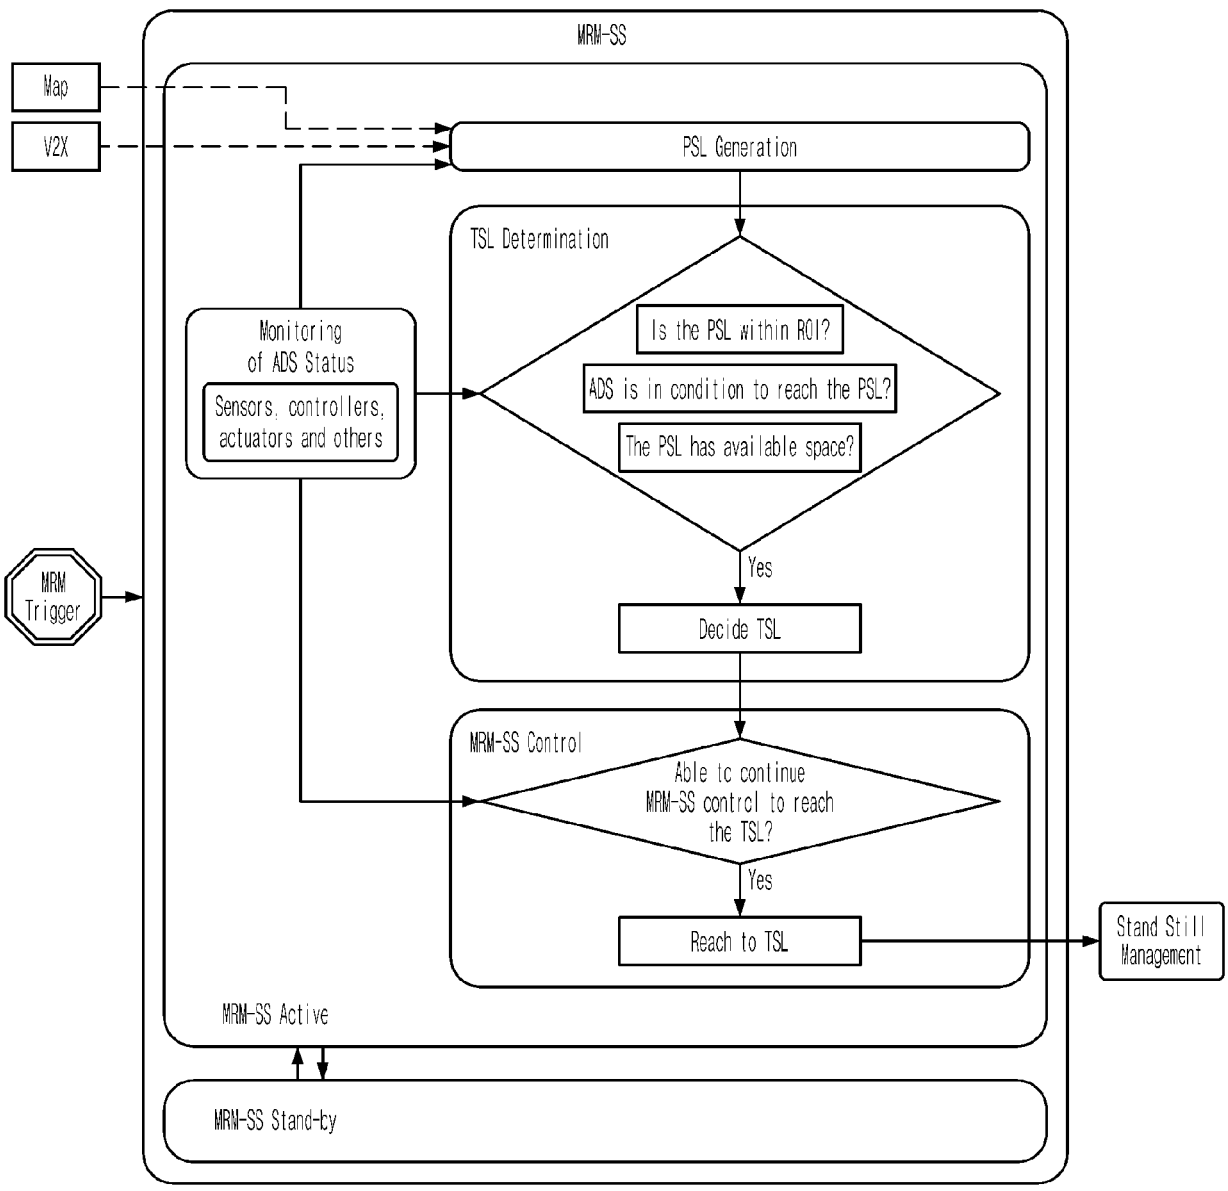 MRM-SS
Map
V2X
PSL Generation
TSL Determination
Is the PSL within ROI?
ADS is in condition to reach the PSL?
The PSL has available space?
Monitoring
of ADS Status
Sensors, controllers,
actuators and others
Yes
MRM
Trigger
Decide TSL
MRM-SS Control
Able to continue
MRM-SS control to reach
the TSL?
Yes
Reach to TSL
Stand Still
Management
MRM-SS Active
MRM-SS Stand-by